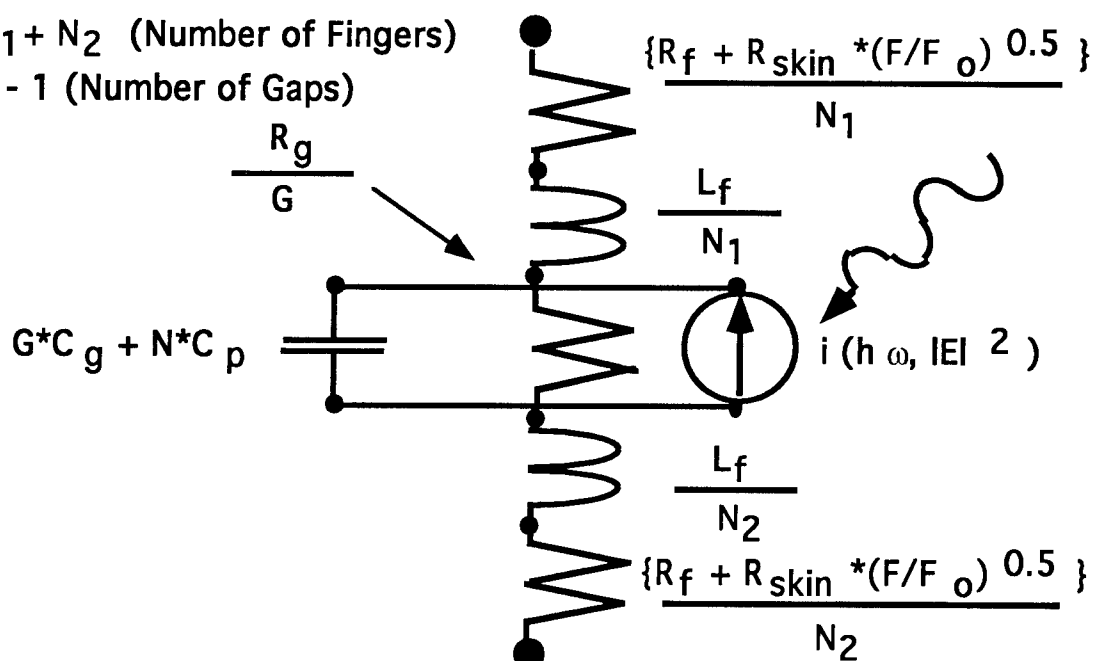 1 + N2 (Number of Fingers)
- 1 (Number of Gaps)
{Rf + Rskin *(F/Fo) 0.5 }
N1
Rg
G
Lf
N1
G*Cg + N*Cp
i (h ω, |E| 2 )
Lf
N2
{Rf + Rskin *(F/Fo) 0.5 }
N2